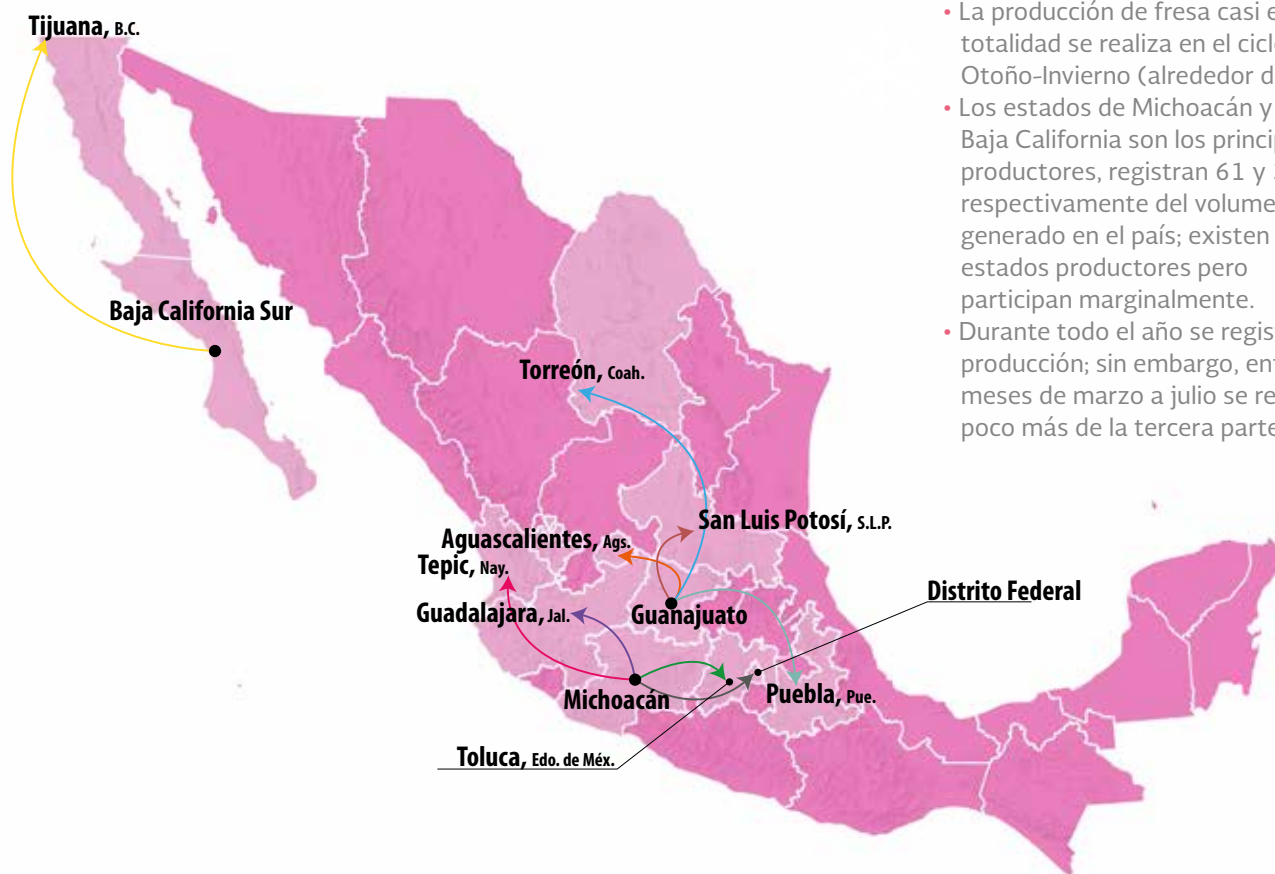 Tijuana, B.C.
• La producción de fresa casi e
totalidad se realiza en el ciclo
Otoño-Invierno (alrededor d
• Los estados de Michoacán y
Baja California son los princip
productores, registran 61 y
respectivamente del volume
generado en el país; existen
estados productores pero
participan marginalmente.
• Durante todo el año se regis
producción; sin embargo, en
meses de marzo a julio se re
poco más de la tercera parte
Baja California Sur
Torreón, Coah.
San Luis Potosí, S.L.P.
Aguascalientes, Ags.
Tepic, Nay.
Distrito Federal
Guadalajara, Jal.
Guanajuato
Michoacán
Puebla, Pue.
Toluca, Edo. de Méx.